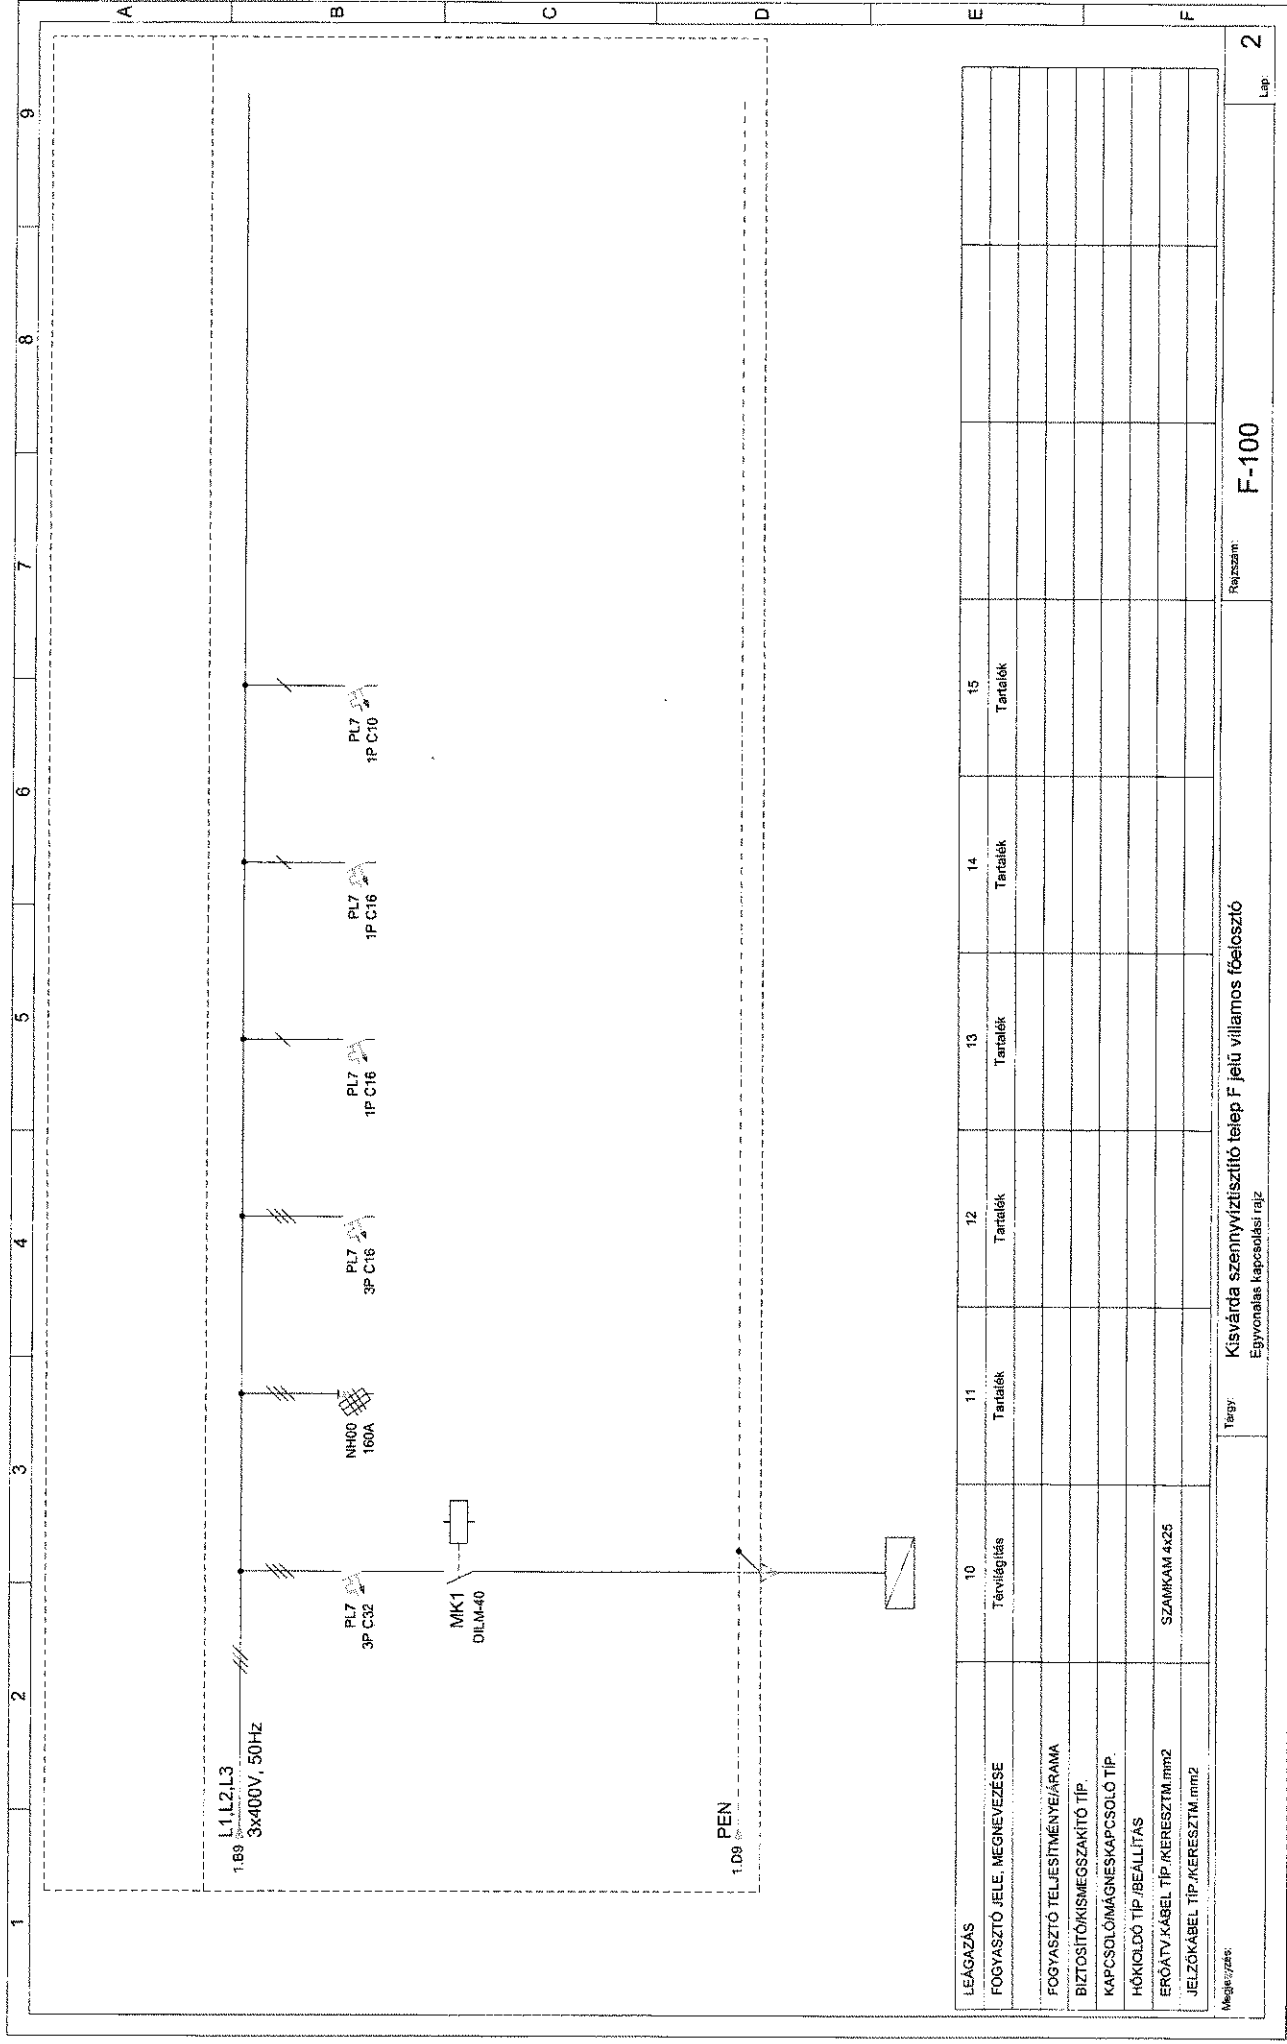 1 2 3 4 5 6 7 8 9
A
B
C
D
E
F
1.B9
L1,L2,L3
3x400V, 50Hz
PL7
3P C32
MK1
DILM-40
NH00
160A
PL7
3P C16
PL7
1P C16
PL7
1P C16
PL7
1P C10
1.D9
PEN
LEÁGAZÁS 10 11 12 13 14 15
FOGYASZTÓ JELE, MEGNEVEZÉSE Térvilágítás Tartalék Tartalék Tartalék Tartalék Tartalék
FOGYASZTÓ TELJESÍTMÉNYE/ÁRAMA
BIZTOSÍTÓ/KISMEGSZAKÍTÓ TÍP.
KAPCSOLÓ/MÁGNESKAPCSOLÓ TÍP.
HŐKIOLDÓ TÍP./BEÁLLÍTÁS
ERŐÁTV.KÁBEL TÍP./KERESZTM.mm2 SZAMKAM 4x25
JELZŐKÁBEL TÍP./KERESZTM.mm2
Megjegyzés:
Tárgy:
Kisvárda szennyvíztisztító telep F jelű villamos főelosztó
Egyvonalas kapcsolási rajz
Rajzszám:
F-100
Lap:
2